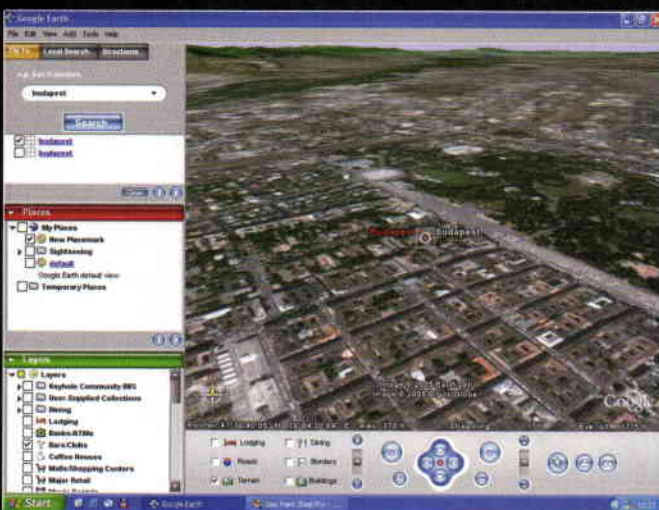 Google Earth
File Edit View Add Tools Help
Fly To Local Search Directions
e.g. San Francisco
budapest
Search
budapest
budapest
Places
My Places
New Placemark
Sightseeing
default
Google Earth default view
Temporary Places
Layers
Layers
Keyhole Community BBS
User-Supplied Collections
Dining
Lodging
Banks/ATMs
Bars/Clubs
Coffee Houses
Malls/Shopping Centers
Major Retail
Budapest Budapest
Google
Lodging Dining
Roads Borders
Terrain Buildings
Start Google Earth